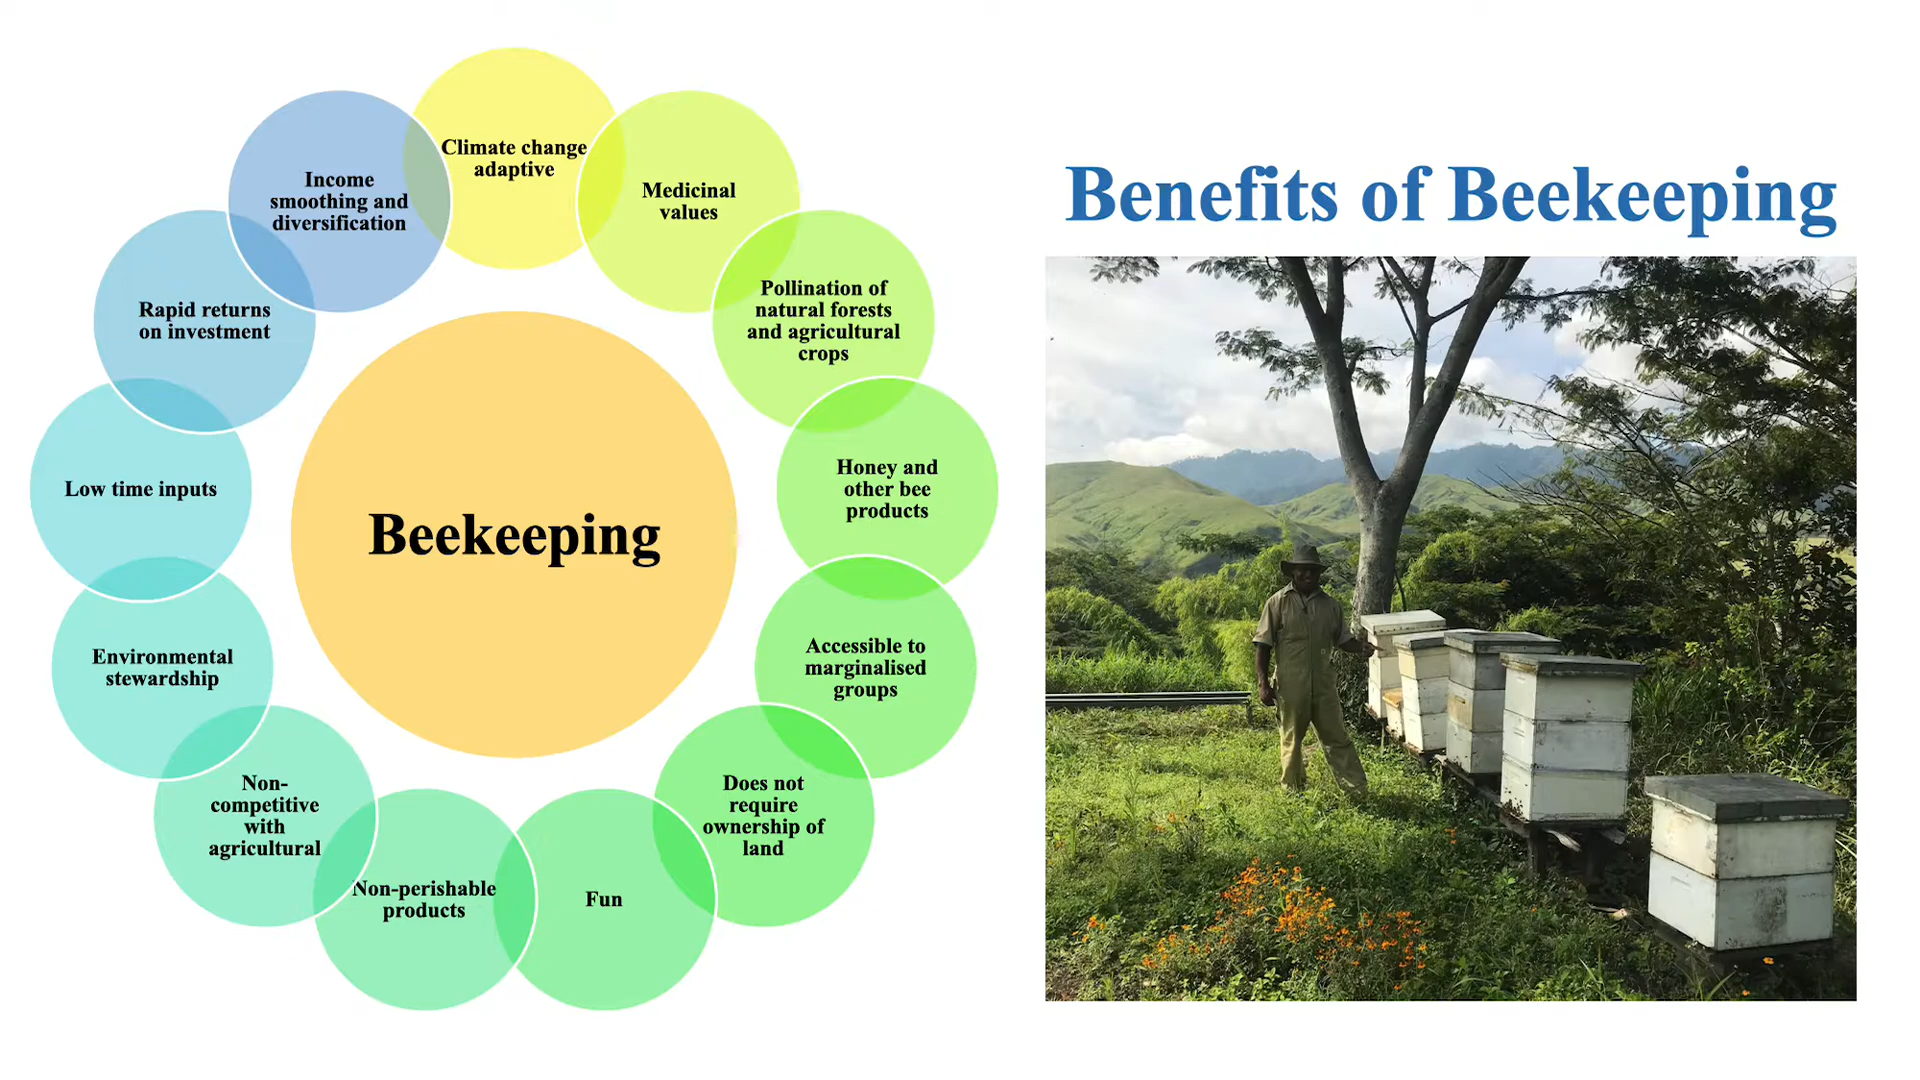 Benefits of Beekeeping
Beekeeping
Climate change
adaptive
Medicinal
values
Pollination of
natural forests
and agricultural
crops
Honey and
other bee
products
Accessible to
marginalised
groups
Does not
require
ownership of
land
Fun
Non-perishable
products
Non-
competitive
with
agricultural
Environmental
stewardship
Low time inputs
Rapid returns
on investment
Income
smoothing and
diversification